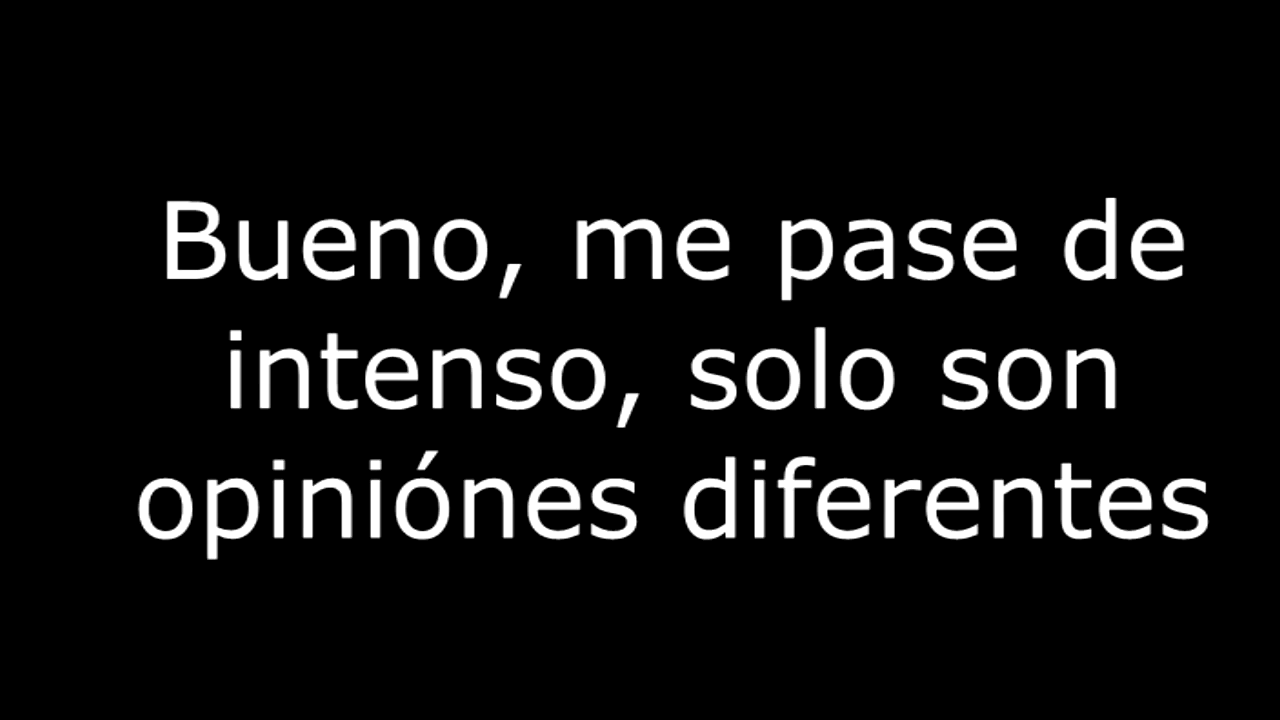 Bueno, me pase de
intenso, solo son
opiniónes diferentes